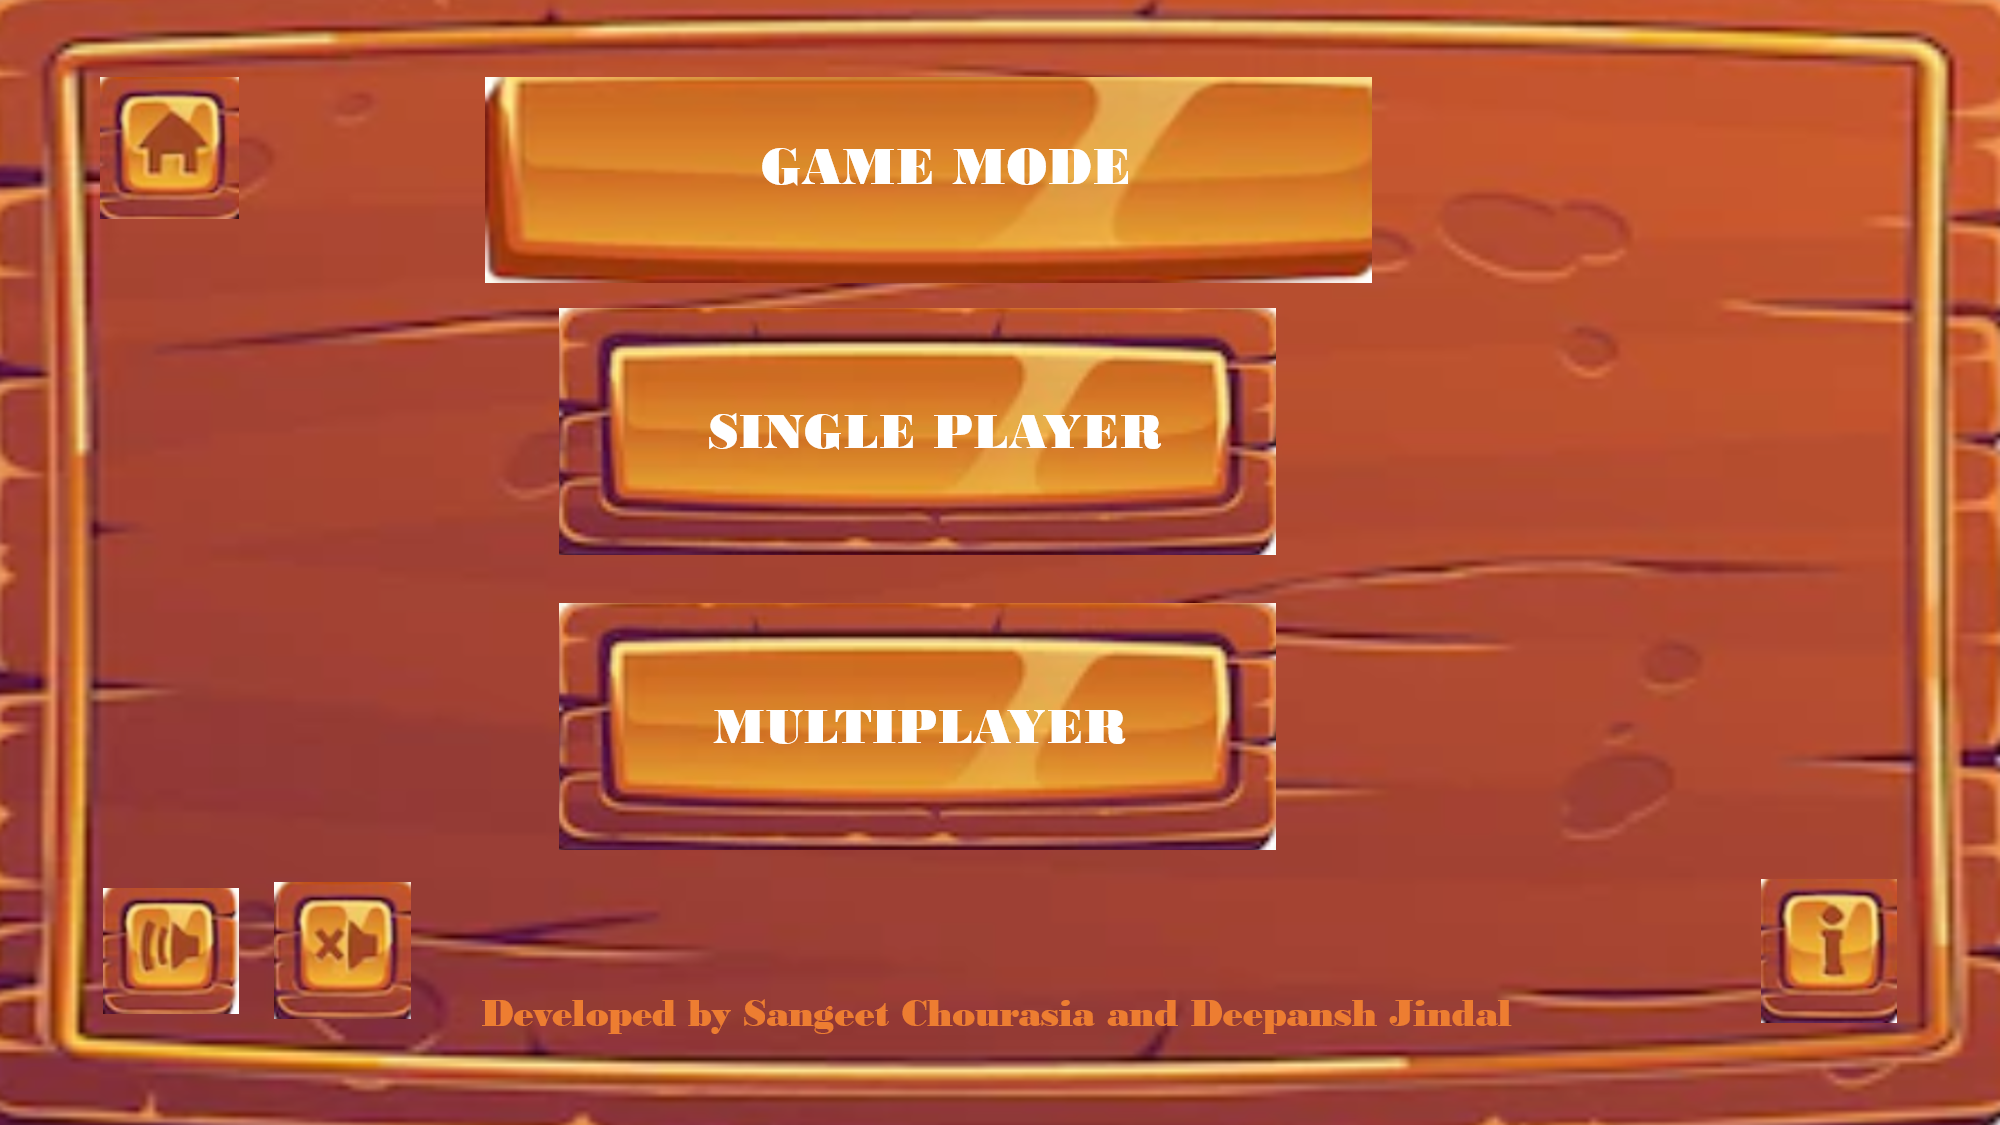 GAME MODE
SINGLE PLAYER
MULTIPLAYER
Developed by Sangeet Chourasia and Deepansh Jindal